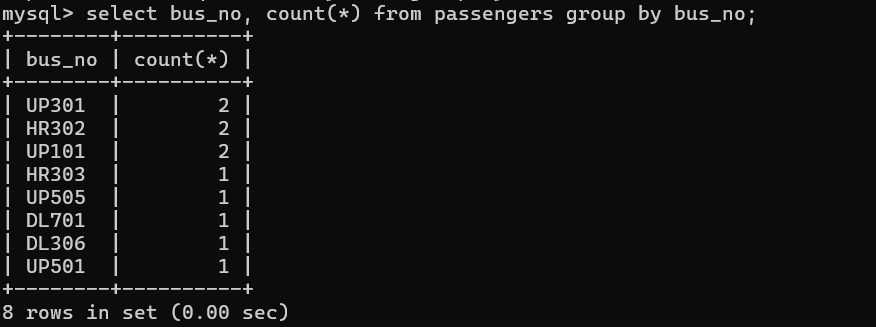 mysql> select bus_no, count(*) from passengers group by bus_no;
+--------+----------+
| bus_no | count(*) |
+--------+----------+
| UP301  |        2 |
| HR302  |        2 |
| UP101  |        2 |
| HR303  |        1 |
| UP505  |        1 |
| DL701  |        1 |
| DL306  |        1 |
| UP501  |        1 |
+--------+----------+
8 rows in set (0.00 sec)